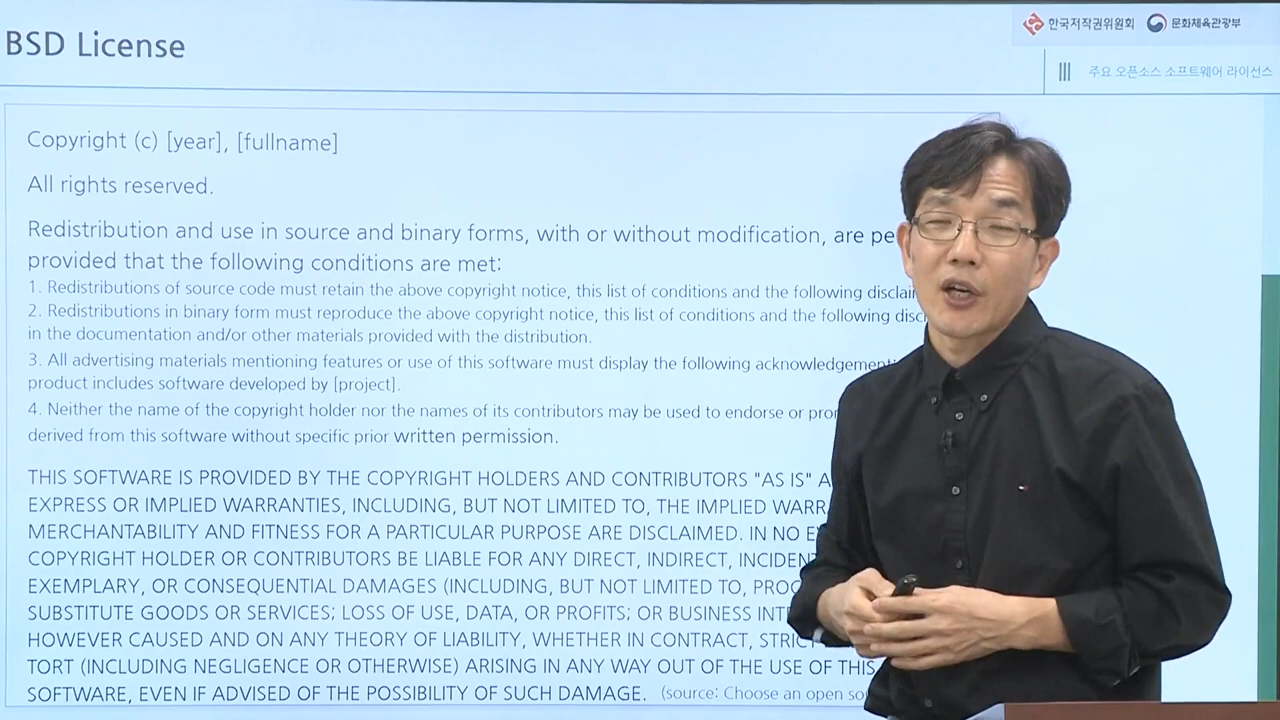 BSD License
한국저작권위원회 문화체육관광부
주요 오픈소스 소프트웨어 라이선스
Copyright (c) [year], [fullname]
All rights reserved.
Redistribution and use in source and binary forms, with or without modification, are
provided that the following conditions are met:
1. Redistributions of source code must retain the above copyright notice, this list of conditions and the following
2. Redistributions in binary form must reproduce the above copyright notice, this list of conditions and the following
in the documentation and/or other materials provided with the distribution.
3. All advertising materials mentioning features or use of this software must display the following
product includes software developed by [project].
4. Neither the name of the copyright holder nor the names of its contributors may be used to endorse or
derived from this software without specific prior written permission.
THIS SOFTWARE IS PROVIDED BY THE COPYRIGHT HOLDERS AND CONTRIBUTORS "AS IS"
EXPRESS OR IMPLIED WARRANTIES, INCLUDING, BUT NOT LIMITED TO, THE IMPLIED
MERCHANTABILITY AND FITNESS FOR A PARTICULAR PURPOSE ARE DISCLAIMED. IN NO
COPYRIGHT HOLDER OR CONTRIBUTORS BE LIABLE FOR ANY DIRECT, INDIRECT,
EXEMPLARY, OR CONSEQUENTIAL DAMAGES (INCLUDING, BUT NOT LIMITED TO,
SUBSTITUTE GOODS OR SERVICES; LOSS OF USE, DATA, OR PROFITS; OR BUSINESS
HOWEVER CAUSED AND ON ANY THEORY OF LIABILITY, WHETHER IN CONTRACT,
TORT (INCLUDING NEGLIGENCE OR OTHERWISE) ARISING IN ANY WAY OUT OF THE USE OF THIS
SOFTWARE, EVEN IF ADVISED OF THE POSSIBILITY OF SUCH DAMAGE. (source: Choose an open